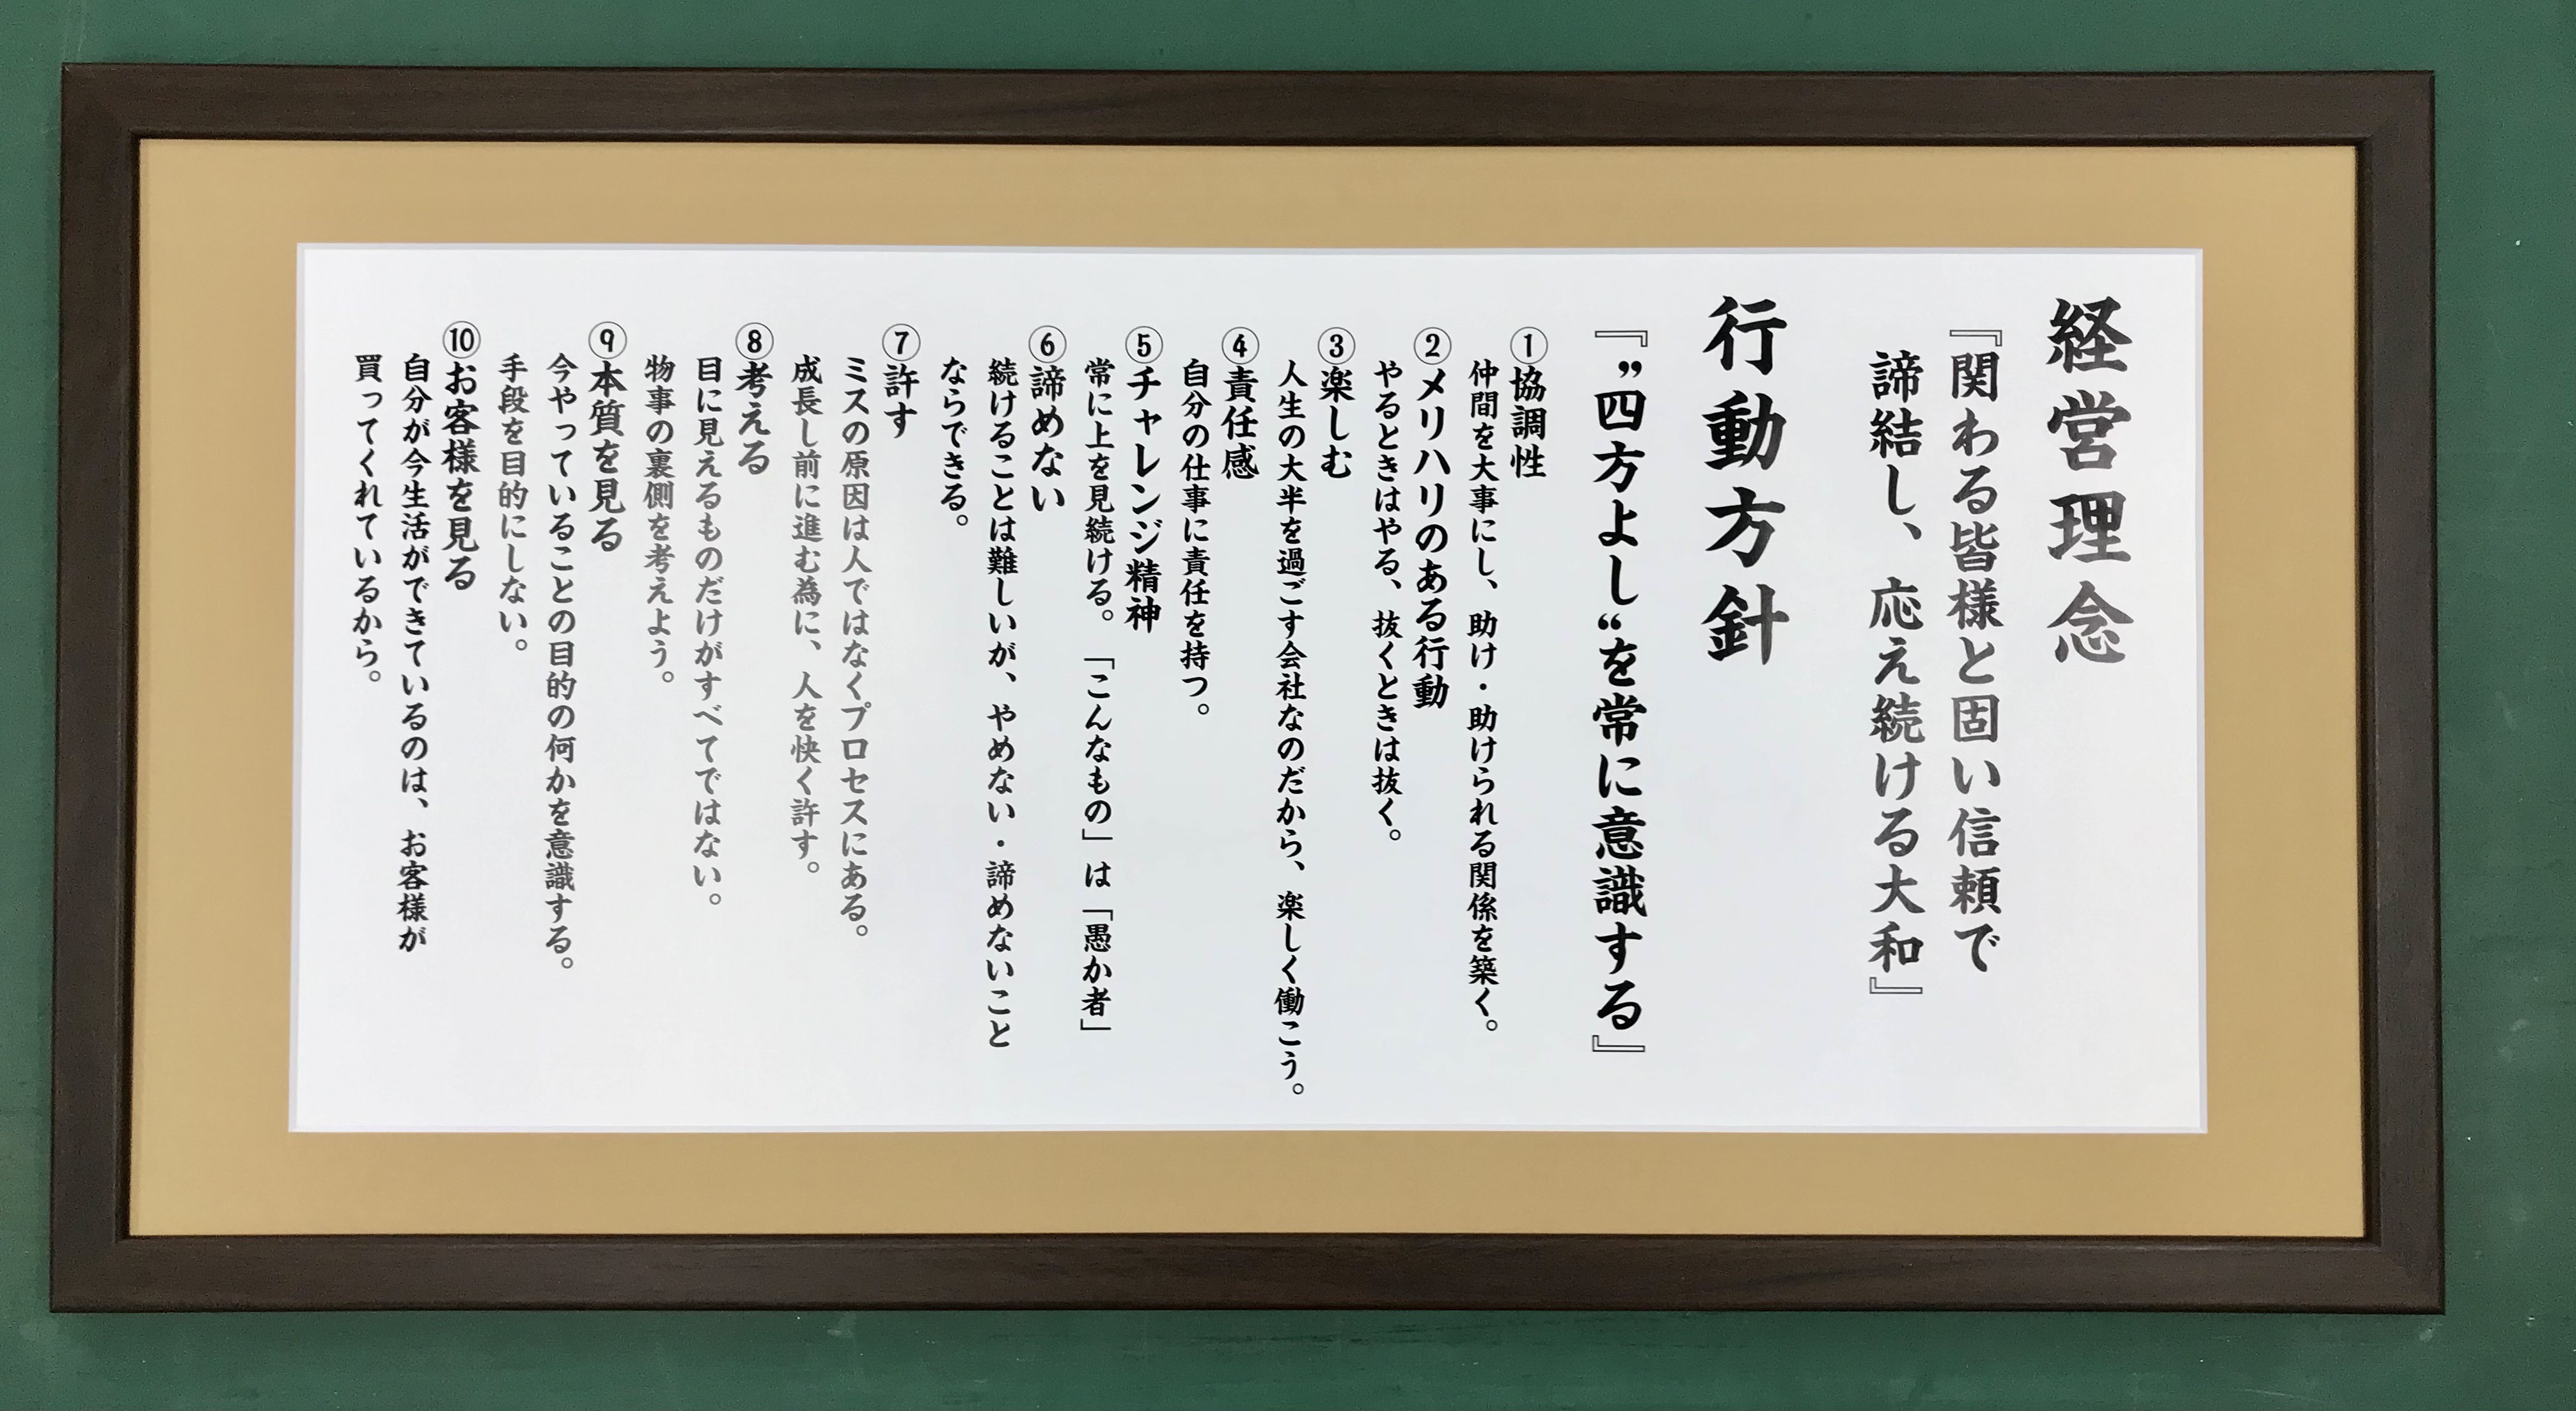 経営理念
『関わる皆様と固い信頼で
諦結し、応え続ける大和』
行動方針
『〞四方よし〝を常に意識する』
①協調性
仲間を大事にし、助け・助けられる関係を築く。
②メリハリのある行動
やるときはやる、抜くときは抜く。
③楽しむ
人生の大半を過ごす会社なのだから、楽しく働こう。
④責任感
自分の仕事に責任を持つ。
⑤チャレンジ精神
常に上を見続ける。「こんなもの」は「愚か者」
⑥諦めない
続けることは難しいが、やめない・諦めないこと
ならできる。
⑦許す
ミスの原因は人ではなくプロセスにある。
成長し前に進む為に、人を快く許す。
⑧考える
目に見えるものだけがすべてではない。
物事の裏側を考えよう。
⑨本質を見る
今やっていることの目的の何かを意識する。
手段を目的にしない。
⑩お客様を見る
自分が今生活ができているのは、お客様が
買ってくれているから。